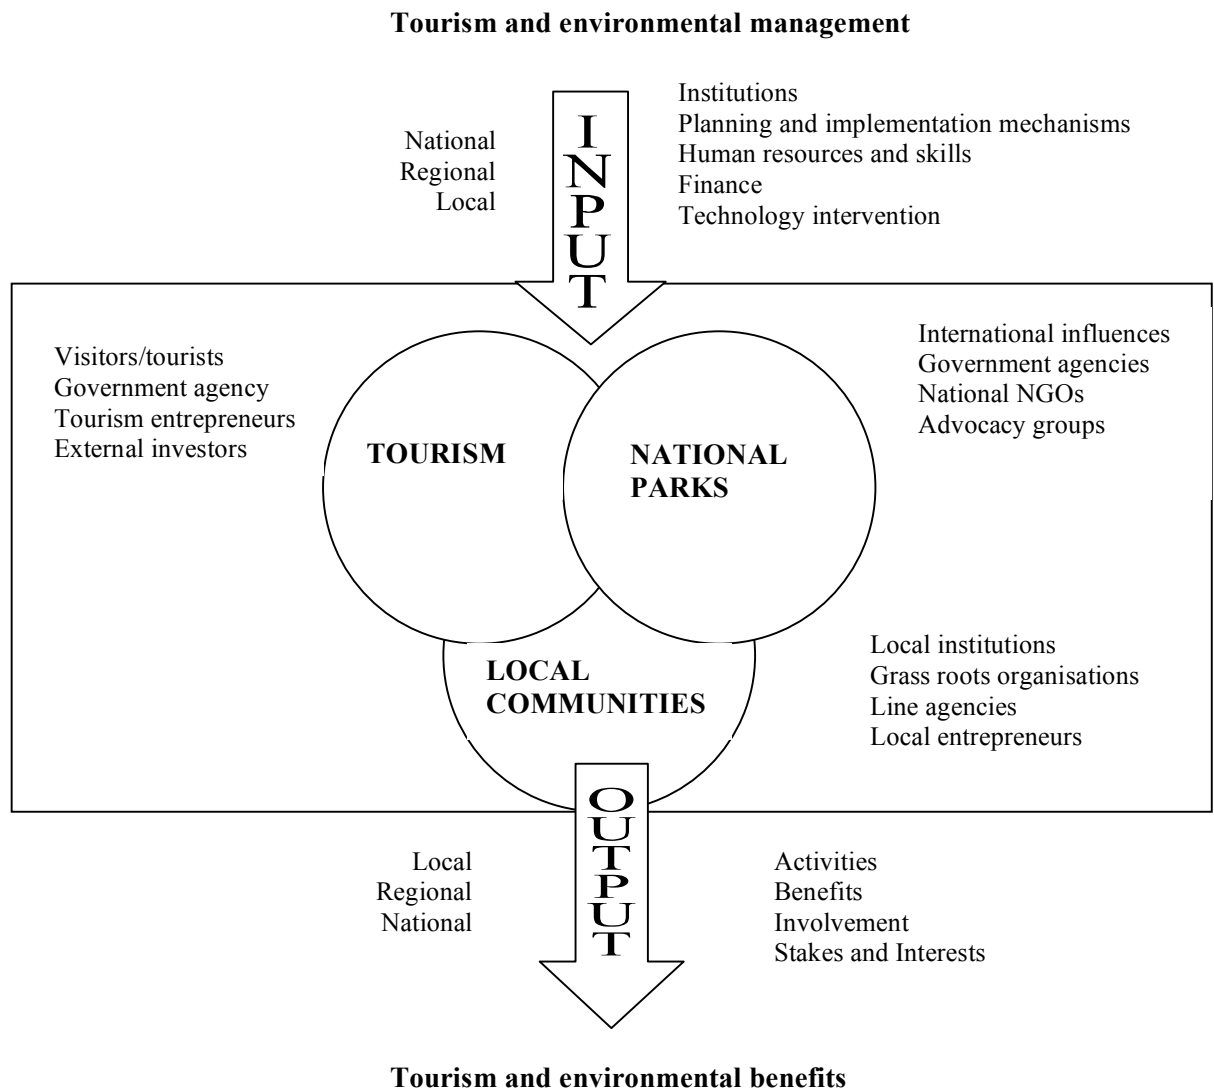 Tourism and environmental management
National
Regional
Local
INPUT
Institutions
Planning and implementation mechanisms
Human resources and skills
Finance
Technology intervention
Visitors/tourists
Government agency
Tourism entrepreneurs
External investors
TOURISM
NATIONAL
PARKS
International influences
Government agencies
National NGOs
Advocacy groups
LOCAL
COMMUNITIES
Local institutions
Grass roots organisations
Line agencies
Local entrepreneurs
Local
Regional
National
OUTPUT
Activities
Benefits
Involvement
Stakes and Interests
Tourism and environmental benefits